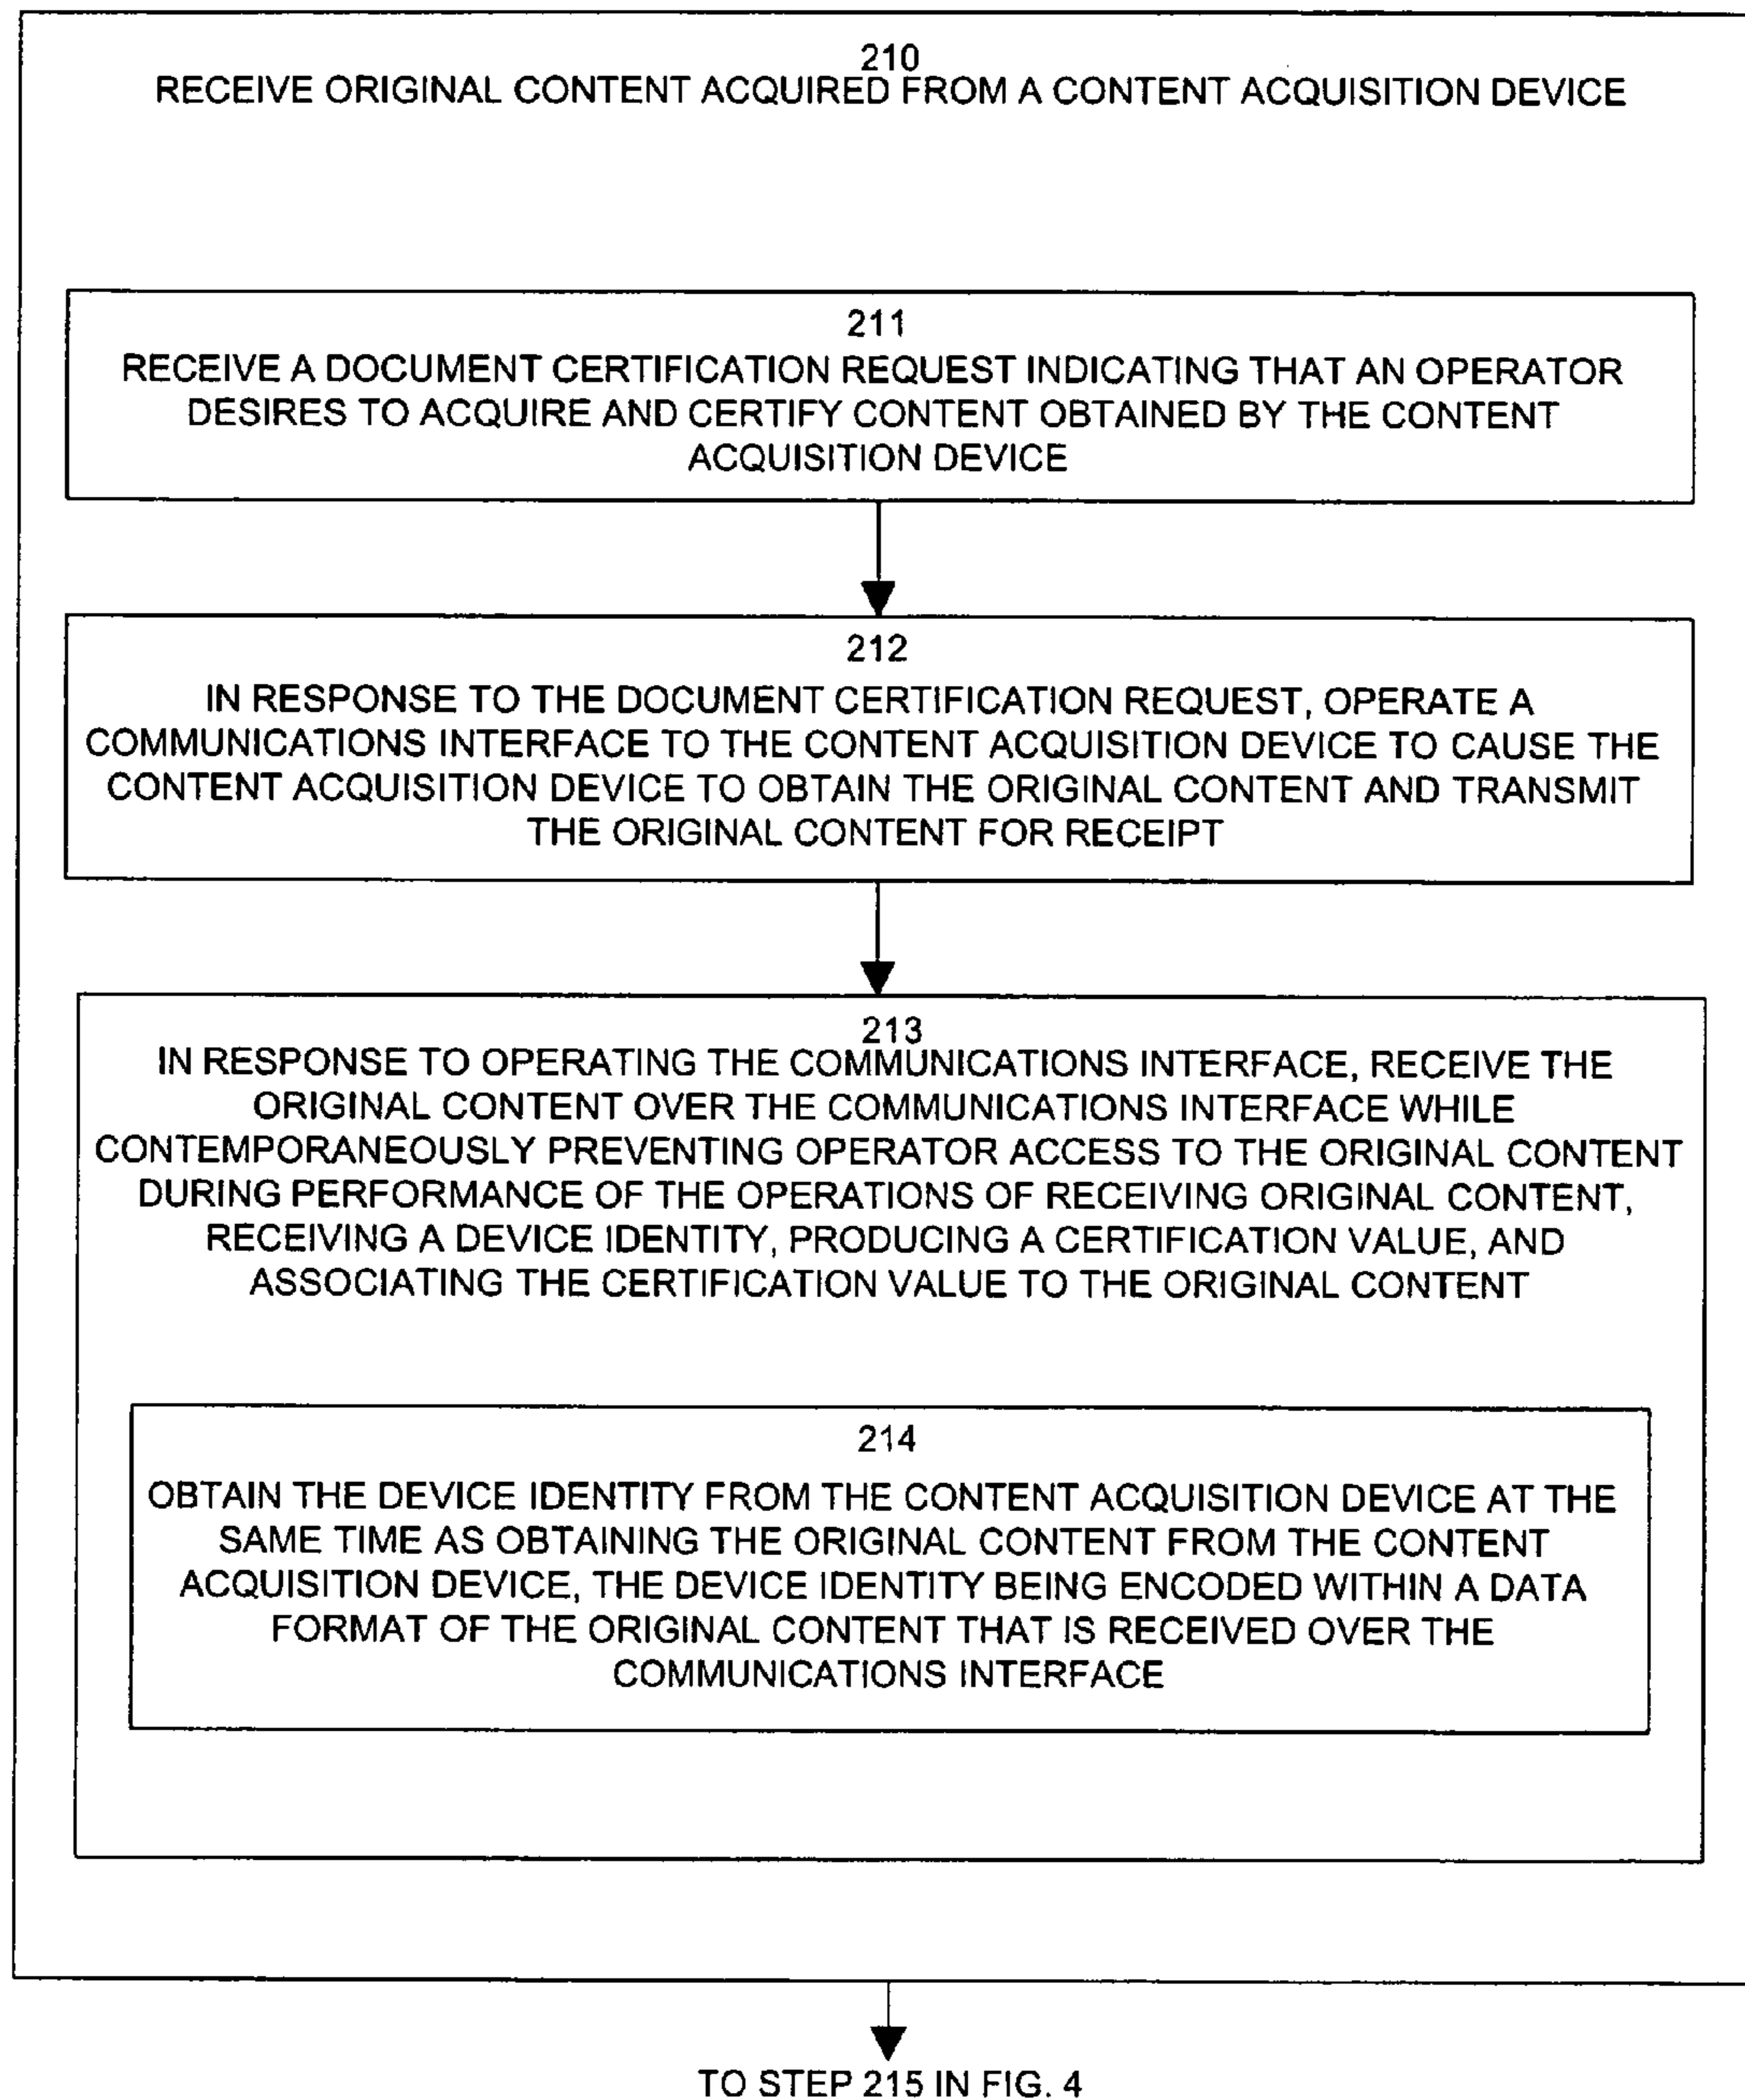 210
RECEIVE ORIGINAL CONTENT ACQUIRED FROM A CONTENT ACQUISITION DEVICE
211
RECEIVE A DOCUMENT CERTIFICATION REQUEST INDICATING THAT AN OPERATOR
DESIRES TO ACQUIRE AND CERTIFY CONTENT OBTAINED BY THE CONTENT
ACQUISITION DEVICE
212
IN RESPONSE TO THE DOCUMENT CERTIFICATION REQUEST, OPERATE A
COMMUNICATIONS INTERFACE TO THE CONTENT ACQUISITION DEVICE TO CAUSE THE
CONTENT ACQUISITION DEVICE TO OBTAIN THE ORIGINAL CONTENT AND TRANSMIT
THE ORIGINAL CONTENT FOR RECEIPT
213
IN RESPONSE TO OPERATING THE COMMUNICATIONS INTERFACE, RECEIVE THE
ORIGINAL CONTENT OVER THE COMMUNICATIONS INTERFACE WHILE
CONTEMPORANEOUSLY PREVENTING OPERATOR ACCESS TO THE ORIGINAL CONTENT
DURING PERFORMANCE OF THE OPERATIONS OF RECEIVING ORIGINAL CONTENT,
RECEIVING A DEVICE IDENTITY, PRODUCING A CERTIFICATION VALUE, AND
ASSOCIATING THE CERTIFICATION VALUE TO THE ORIGINAL CONTENT
214
OBTAIN THE DEVICE IDENTITY FROM THE CONTENT ACQUISITION DEVICE AT THE
SAME TIME AS OBTAINING THE ORIGINAL CONTENT FROM THE CONTENT
ACQUISITION DEVICE, THE DEVICE IDENTITY BEING ENCODED WITHIN A DATA
FORMAT OF THE ORIGINAL CONTENT THAT IS RECEIVED OVER THE
COMMUNICATIONS INTERFACE
TO STEP 215 IN FIG. 4